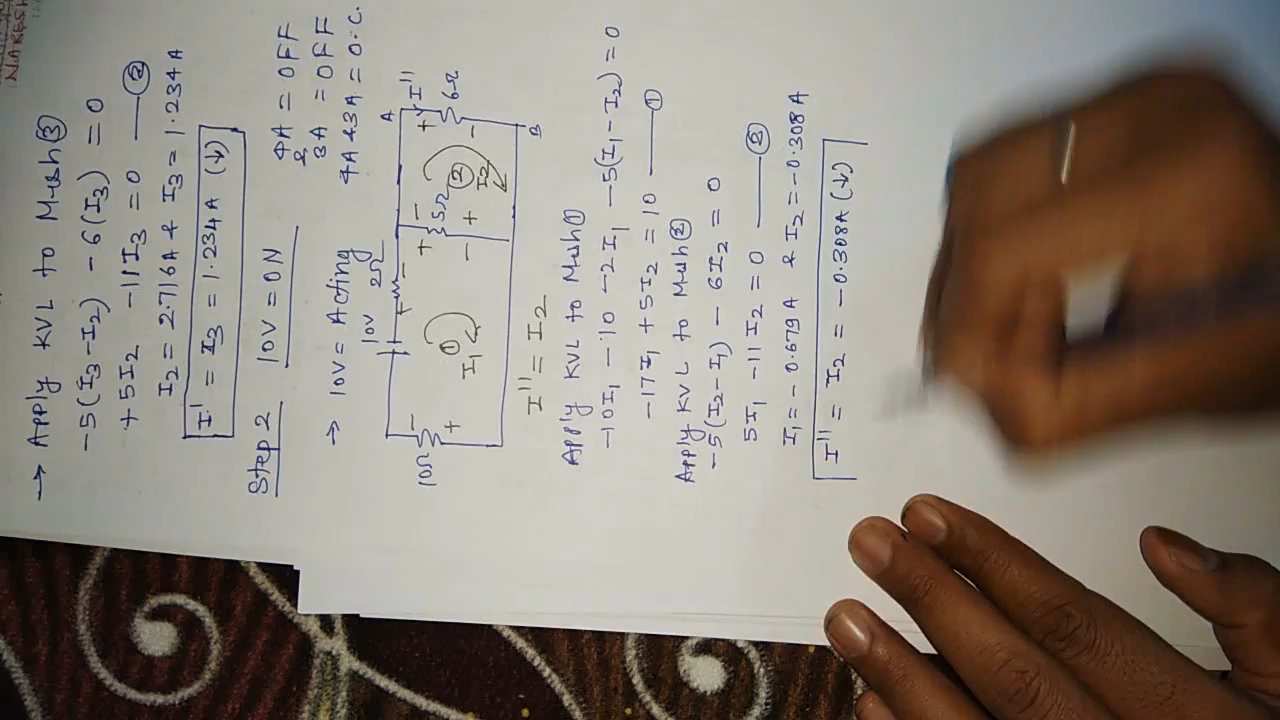 NARESH
→ Apply KVL to Mesh ③
-5(I₃-I₂) - 6(I₃) = 0
+5I₂ -11I₃ = 0 —— ②
I₂ = 2.716A & I₃ = 1.234A
I' = I₃ = 1.234A (↓)
Step 2 10V = ON 4A = OFF
& 3A = OFF
→ 10V = Acting 4A & 3A = O.C.
10V 2Ω A I''
10Ω 5Ω 6Ω
+ - + - + - + - + -
I₁ ① ② I₂
B
I'' = I₂
Apply KVL to Mesh ①
-10I₁ -10 -2I₁ -5(I₁-I₂) = 0
-17I₁ +5I₂ = 10 —— ①
Apply KVL to Mesh ②
-5(I₂-I₁) - 6I₂ = 0
5I₁ -11I₂ = 0 —— ②
I₁ = -0.679A & I₂ = -0.308A
I'' = I₂ = -0.308A (↓)